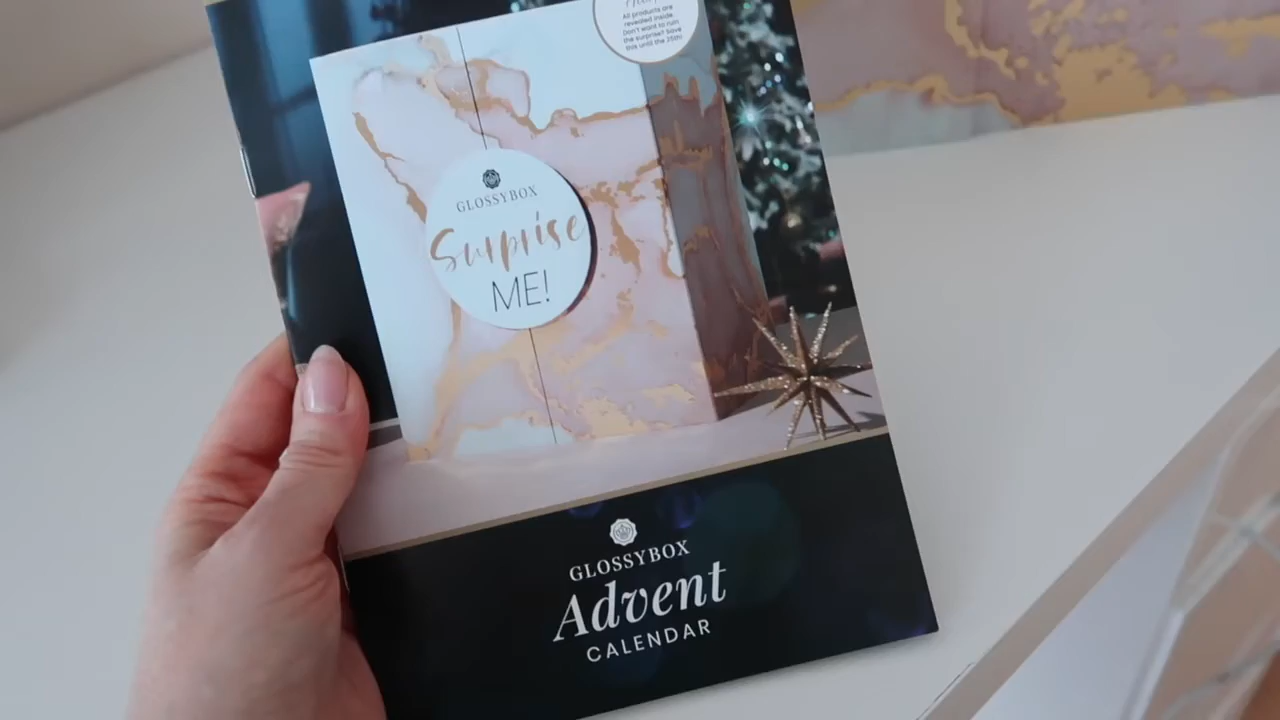 All products are
revealed inside.
Don't want to ruin
the surprise? Save
this until the 25th!
GLOSSYBOX
Surprise
ME!
GLOSSYBOX
Advent
CALENDAR